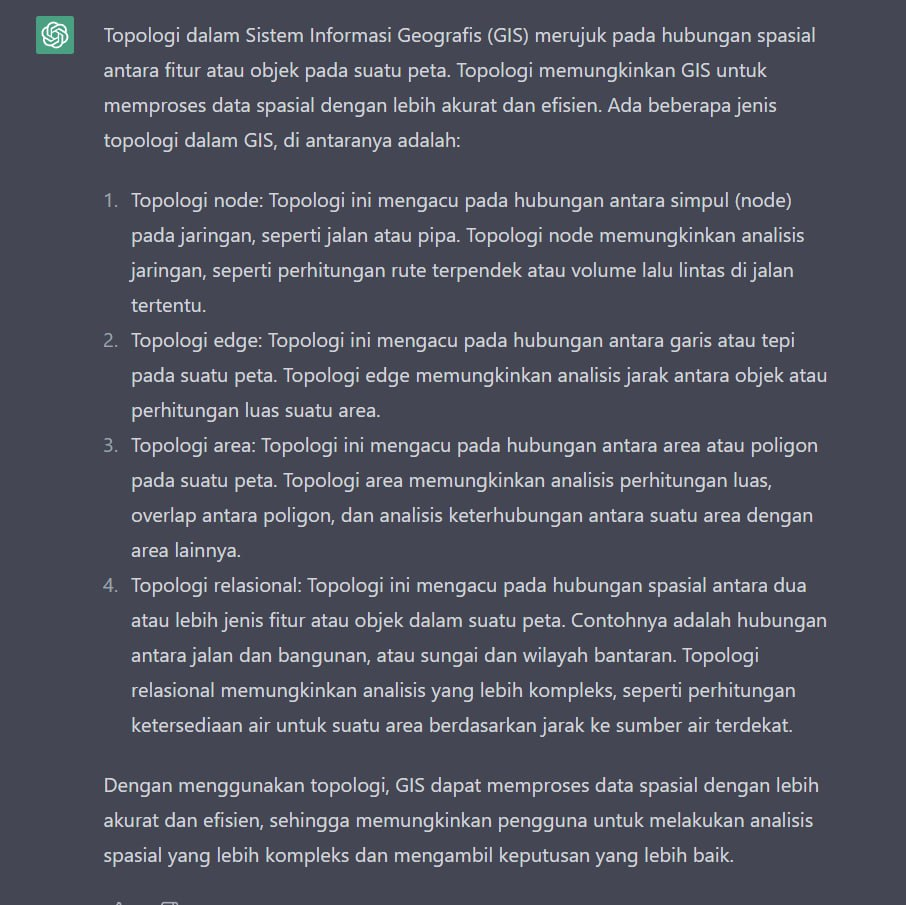 Topologi dalam Sistem Informasi Geografis (GIS) merujuk pada hubungan spasial
antara fitur atau objek pada suatu peta. Topologi memungkinkan GIS untuk
memproses data spasial dengan lebih akurat dan efisien. Ada beberapa jenis
topologi dalam GIS, di antaranya adalah:
1. Topologi node: Topologi ini mengacu pada hubungan antara simpul (node)
pada jaringan, seperti jalan atau pipa. Topologi node memungkinkan analisis
jaringan, seperti perhitungan rute terpendek atau volume lalu lintas di jalan
tertentu.
2. Topologi edge: Topologi ini mengacu pada hubungan antara garis atau tepi
pada suatu peta. Topologi edge memungkinkan analisis jarak antara objek atau
perhitungan luas suatu area.
3. Topologi area: Topologi ini mengacu pada hubungan antara area atau poligon
pada suatu peta. Topologi area memungkinkan analisis perhitungan luas,
overlap antara poligon, dan analisis keterhubungan antara suatu area dengan
area lainnya.
4. Topologi relasional: Topologi ini mengacu pada hubungan spasial antara dua
atau lebih jenis fitur atau objek dalam suatu peta. Contohnya adalah hubungan
antara jalan dan bangunan, atau sungai dan wilayah bantaran. Topologi
relasional memungkinkan analisis yang lebih kompleks, seperti perhitungan
ketersediaan air untuk suatu area berdasarkan jarak ke sumber air terdekat.
Dengan menggunakan topologi, GIS dapat memproses data spasial dengan lebih
akurat dan efisien, sehingga memungkinkan pengguna untuk melakukan analisis
spasial yang lebih kompleks dan mengambil keputusan yang lebih baik.